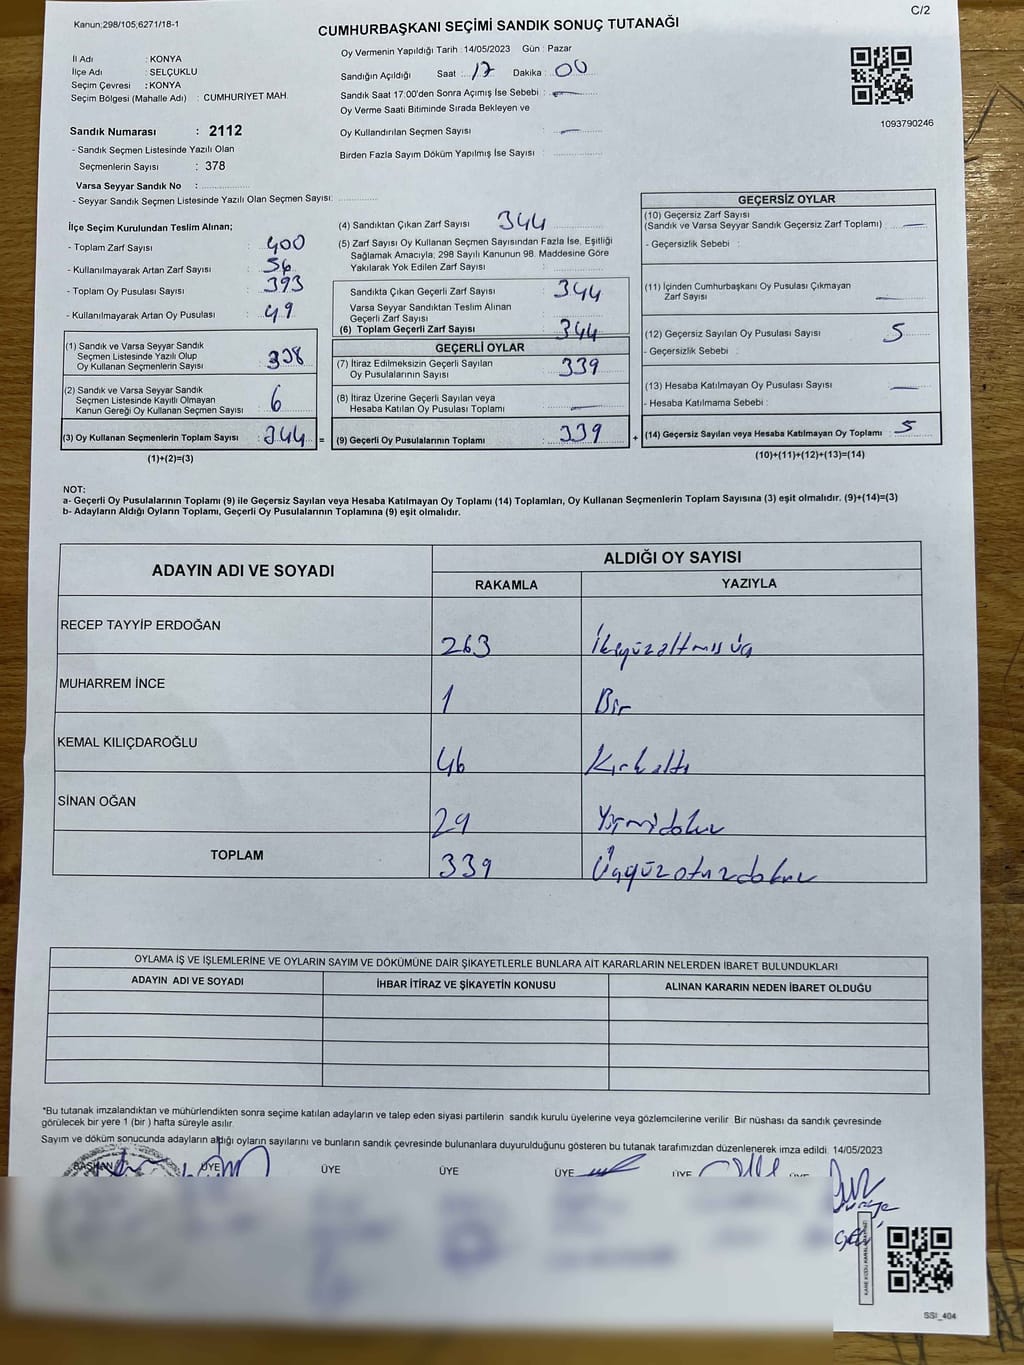 Kanun;298/105;6271/18-1
C/2
CUMHURBAŞKANI SEÇİMİ SANDIK SONUÇ TUTANAĞI
İl Adı : KONYA
İlçe Adı : SELÇUKLU
Seçim Çevresi : KONYA
Seçim Bölgesi (Mahalle Adı) : CUMHURİYET MAH.
Oy Vermenin Yapıldığı Tarih : 14/05/2023 Gün : Pazar
Sandığın Açıldığı Saat : 17 Dakika : 00
Sandık Saat 17:00'den Sonra Açımış İse Sebebi : —
Oy Verme Saati Bitiminde Sırada Bekleyen ve
Oy Kullandırılan Seçmen Sayısı : —
Birden Fazla Sayım Döküm Yapılmış İse Sayısı :
1093790246
Sandık Numarası : 2112
- Sandık Seçmen Listesinde Yazılı Olan
Seçmenlerin Sayısı : 378
Varsa Seyyar Sandık No :
- Seyyar Sandık Seçmen Listesinde Yazılı Olan Seçmen Sayısı:
İlçe Seçim Kurulundan Teslim Alınan;
- Toplam Zarf Sayısı : 400
- Kullanılmayarak Artan Zarf Sayısı : 56
- Toplam Oy Pusulası Sayısı : 393
- Kullanılmayarak Artan Oy Pusulası : 49
(1) Sandık ve Varsa Seyyar Sandık
Seçmen Listesinde Yazılı Olup
Oy Kullanan Seçmenlerin Sayısı : 338
(2) Sandık ve Varsa Seyyar Sandık
Seçmen Listesinde Kayıtlı Olmayan
Kanun Gereği Oy Kullanan Seçmen Sayısı : 6
(3) Oy Kullanan Seçmenlerin Toplam Sayısı : 344 =
(1)+(2)=(3)
(4) Sandıktan Çıkan Zarf Sayısı : 344
(5) Zarf Sayısı Oy Kullanan Seçmen Sayısından Fazla İse, Eşitliği
Sağlamak Amacıyla; 298 Sayılı Kanunun 98. Maddesine Göre
Yakılarak Yok Edilen Zarf Sayısı :
Sandıkta Çıkan Geçerli Zarf Sayısı : 344
Varsa Seyyar Sandıktan Teslim Alınan
Geçerli Zarf Sayısı :
(6) Toplam Geçerli Zarf Sayısı : 344
GEÇERLİ OYLAR
(7) İtiraz Edilmeksizin Geçerli Sayılan
Oy Pusulalarının Sayısı : 339
(8) İtiraz Üzerine Geçerli Sayılan veya
Hesaba Katılan Oy Pusulası Toplamı : —
(9) Geçerli Oy Pusulalarının Toplamı : 339 +
GEÇERSİZ OYLAR
(10) Geçersiz Zarf Sayısı
(Sandık ve Varsa Seyyar Sandık Geçersiz Zarf Toplamı) : —
- Geçersizlik Sebebi :
(11) İçinden Cumhurbaşkanı Oy Pusulası Çıkmayan
Zarf Sayısı : —
(12) Geçersiz Sayılan Oy Pusulası Sayısı : 5
- Geçersizlik Sebebi :
(13) Hesaba Katılmayan Oy Pusulası Sayısı : —
- Hesaba Katılmama Sebebi :
(14) Geçersiz Sayılan veya Hesaba Katılmayan Oy Toplamı : 5
(10)+(11)+(12)+(13)=(14)
NOT:
a- Geçerli Oy Pusulalarının Toplamı (9) ile Geçersiz Sayılan veya Hesaba Katılmayan Oy Toplamı (14) Toplamları, Oy Kullanan Seçmenlerin Toplam Sayısına (3) eşit olmalıdır. (9)+(14)=(3)
b- Adayların Aldığı Oyların Toplamı, Geçerli Oy Pusulalarının Toplamına (9) eşit olmalıdır.
ADAYIN ADI VE SOYADI
ALDIĞI OY SAYISI
RAKAMLA YAZIYLA
RECEP TAYYİP ERDOĞAN 263 İkiyüzaltmışüç
MUHARREM İNCE 1 Bir
KEMAL KILIÇDAROĞLU 46 Kırkaltı
SİNAN OĞAN 29 Yirmidokuz
TOPLAM 339 Üçyüzotuzdokuz
OYLAMA İŞ VE İŞLEMLERİNE VE OYLARIN SAYIM VE DÖKÜMÜNE DAİR ŞİKAYETLERLE BUNLARA AİT KARARLARIN NELERDEN İBARET BULUNDUKLARI
ADAYIN ADI VE SOYADI İHBAR İTİRAZ VE ŞİKAYETİN KONUSU ALINAN KARARIN NEDEN İBARET OLDUĞU
*Bu tutanak imzalandıktan ve mühürlendikten sonra seçime katılan adayların ve talep eden siyasi partilerin sandık kurulu üyelerine veya gözlemcilerine verilir. Bir nüshası da sandık çevresinde
görülecek bir yere 1 (bir ) hafta süreyle asılır.
Sayım ve döküm sonucunda adayların aldığı oyların sayılarını ve bunların sandık çevresinde bulunanlara duyurulduğunu gösteren bu tutanak tarafımızdan düzenlenerek imza edildi. 14/05/2023
BAŞKAN ÜYE ÜYE ÜYE ÜYE ÜYE
SSI_404